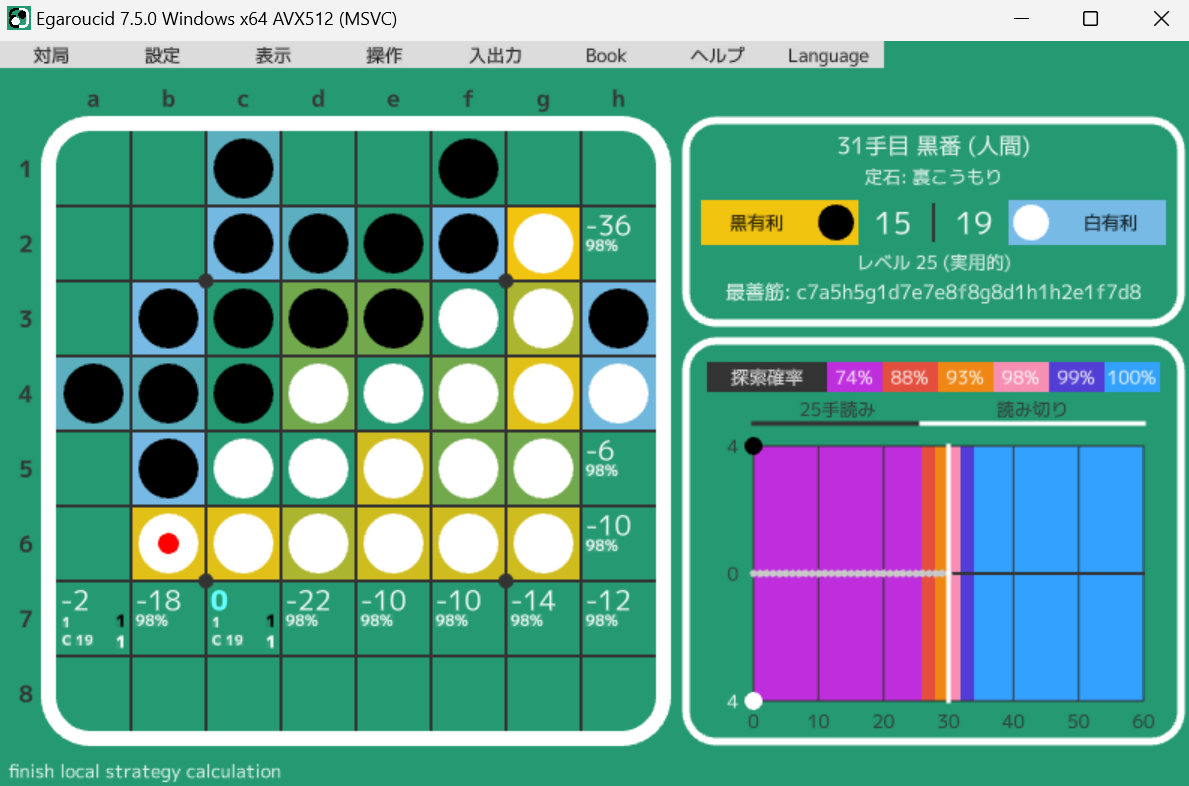 Egaroucid 7.5.0 Windows x64 AVX512 (MSVC)
対局 設定 表示 操作 入出力 Book ヘルプ Language
a b c d e f g h
1
2
-36
98%
3
4
5
-6
98%
6
-10
98%
7
-2
1 1
C 19 1
-18
98%
0
1 1
C 19 1
-22
98%
-10
98%
-10
98%
-14
98%
-12
98%
8
31手目 黒番 (人間)
定石: 裏こうもり
黒有利 15 19 白有利
レベル 25 (実用的)
最善筋: c7a5h5g1d7e7e8f8g8d1h1h2e1f7d8
探索確率 74% 88% 93% 98% 99% 100%
25手読み 読み切り
4
0
4
0 10 20 30 40 50 60
finish local strategy calculation